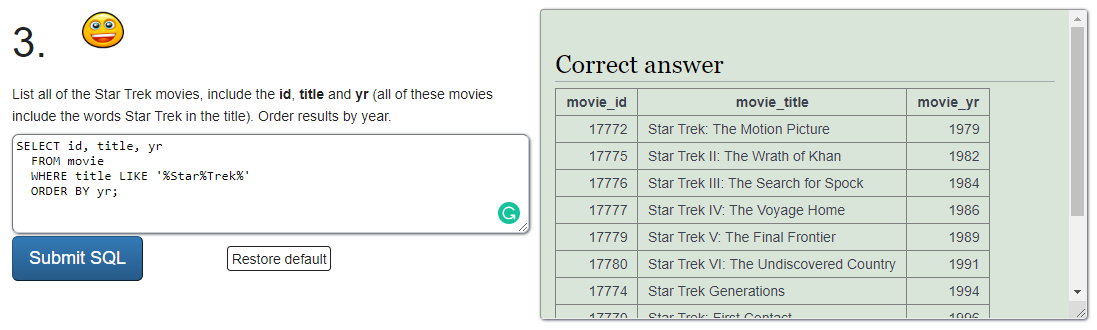 3.
List all of the Star Trek movies, include the id, title and yr (all of these movies
include the words Star Trek in the title). Order results by year.
SELECT id, title, yr
FROM movie
WHERE title LIKE '%Star%Trek%'
ORDER BY yr;
Submit SQL
Restore default
Correct answer
movie_id movie_title movie_yr
17772 Star Trek: The Motion Picture 1979
17775 Star Trek II: The Wrath of Khan 1982
17776 Star Trek III: The Search for Spock 1984
17777 Star Trek IV: The Voyage Home 1986
17779 Star Trek V: The Final Frontier 1989
17780 Star Trek VI: The Undiscovered Country 1991
17774 Star Trek Generations 1994
Star Trek: First Contact 1996